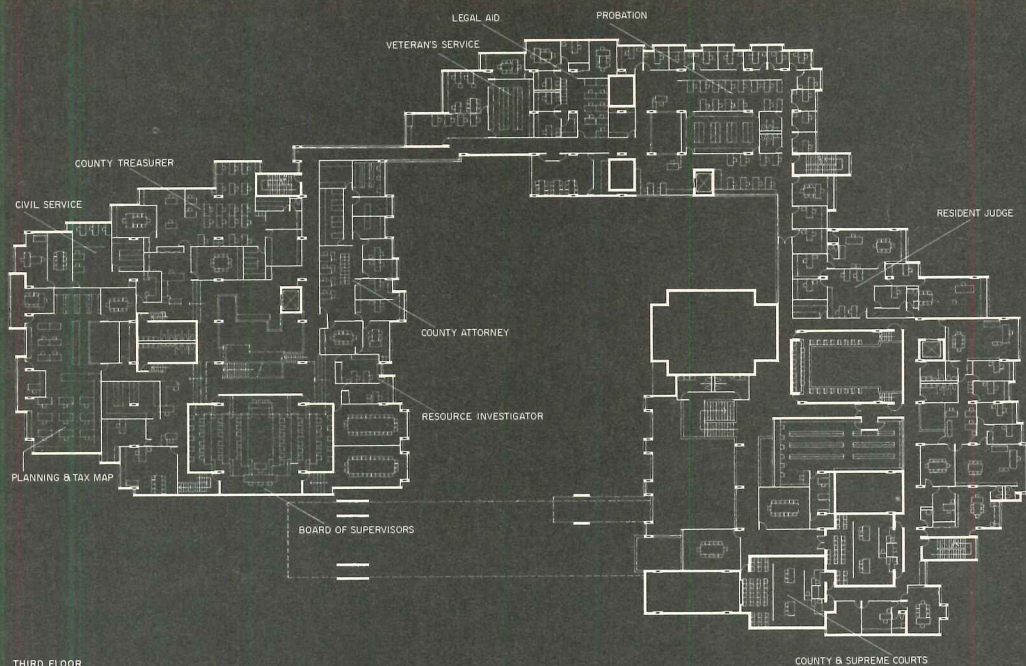 LEGAL AID
PROBATION
VETERAN'S SERVICE
COUNTY TREASURER
CIVIL SERVICE
RESIDENT JUDGE
COUNTY ATTORNEY
RESOURCE INVESTIGATOR
PLANNING & TAX MAP
BOARD OF SUPERVISORS
COUNTY & SUPREME COURTS
THIRD FLOOR